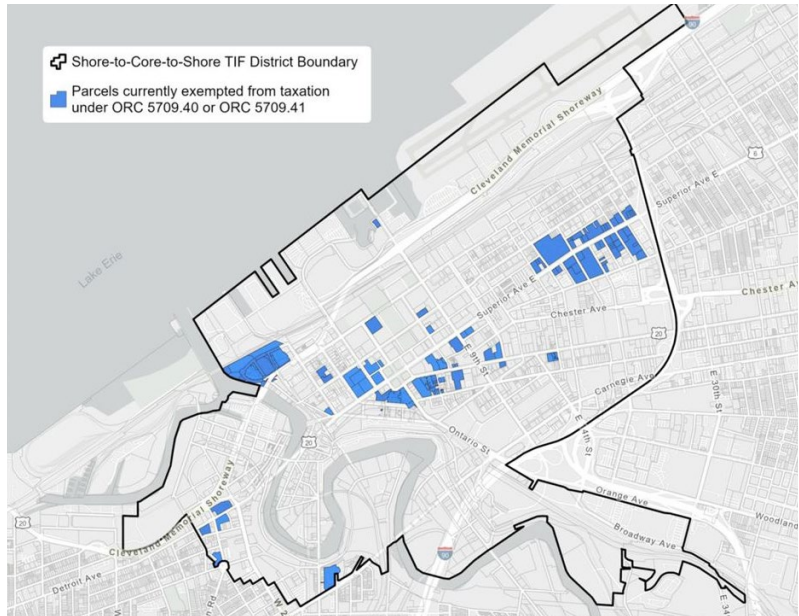 Shore-to-Core-to-Shore TIF District Boundary
Parcels currently exempted from taxation
under ORC 5709.40 or ORC 5709.41
90
Cleveland Memorial Shoreway
6
Superior Ave E
Lake Erie
Superior Ave E
Chester Ave
Chester Av
20
E 9th St
Carnegie Ave
E 30th St
20
Ontario St
E 14th St
Orange Ave
Woodland
Broadway Ave
20
Cleveland Memorial Shoreway
90
Detroit Ave
E 34